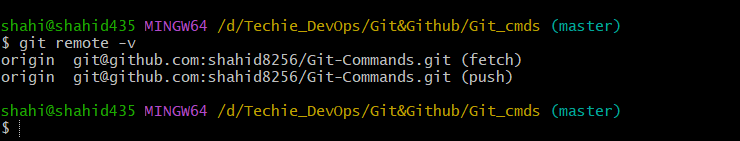 shahi@shahid435 MINGW64 /d/Techie_DevOps/Git&Github/Git_cmds (master)
$ git remote -v
origin  git@github.com:shahid8256/Git-Commands.git (fetch)
origin  git@github.com:shahid8256/Git-Commands.git (push)
shahi@shahid435 MINGW64 /d/Techie_DevOps/Git&Github/Git_cmds (master)
$